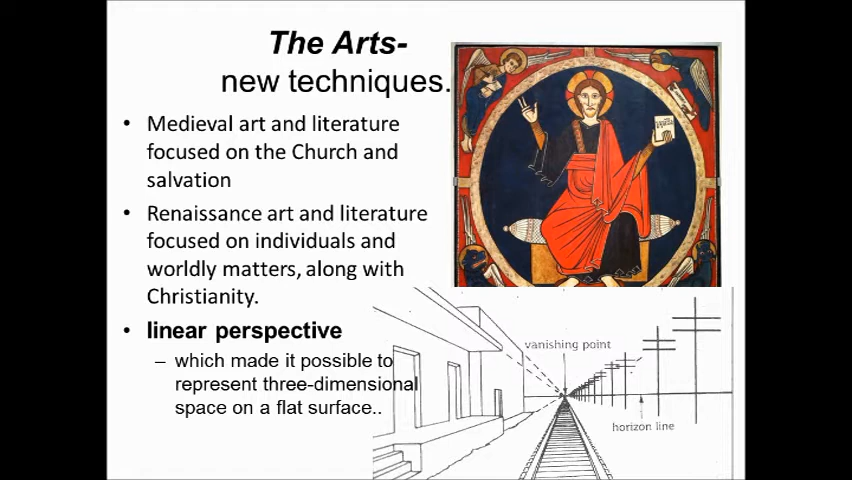 The Arts-
new techniques.
• Medieval art and literature
focused on the Church and
salvation
• Renaissance art and literature
focused on individuals and
worldly matters, along with
Christianity.
• linear perspective
– which made it possible to
represent three-dimensional
space on a flat surface..
vanishing point
horizon line